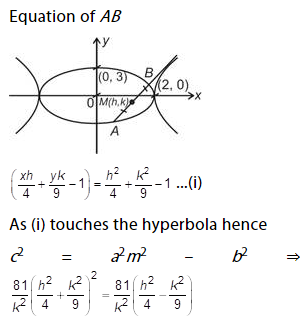 Equation of AB
y
(0, 3) B
(2, 0)
0 M(h,k) x
A
(xh/4 + yk/9 − 1) = h²/4 + k²/9 − 1 ...(i)
As (i) touches the hyperbola hence
c² = a²m² − b² ⇒
81/k² (h²/4 + k²/9)² = 81/k² (h²/4 − k²/9)